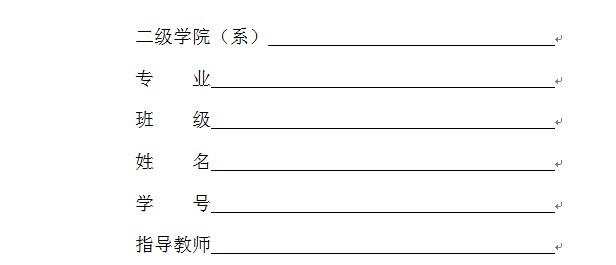 二级学院（系）
专 业
班 级
姓 名
学 号
指导教师